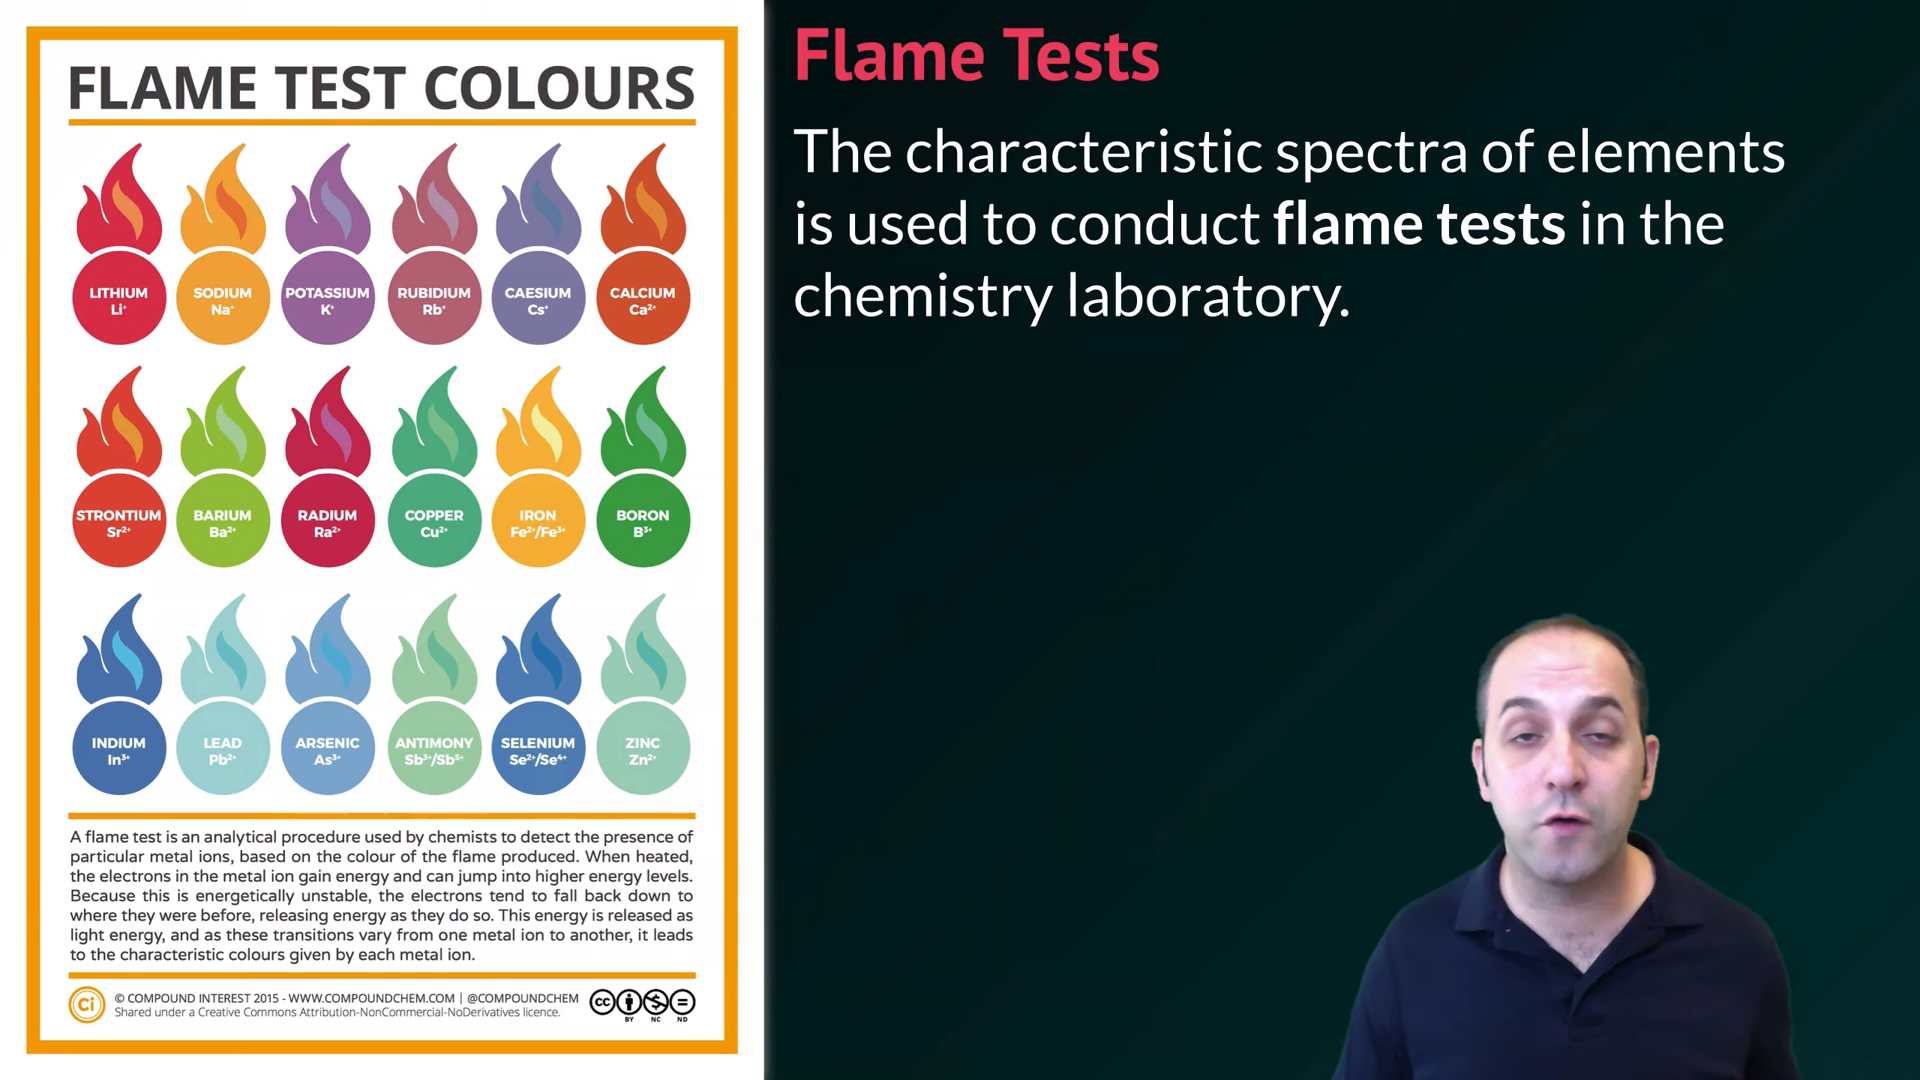 FLAME TEST COLOURS
LITHIUM
Li⁺
SODIUM
Na⁺
POTASSIUM
K⁺
RUBIDIUM
Rb⁺
CAESIUM
Cs⁺
CALCIUM
Ca²⁺
STRONTIUM
Sr²⁺
BARIUM
Ba²⁺
RADIUM
Ra²⁺
COPPER
Cu²⁺
IRON
Fe²⁺/Fe³⁺
BORON
B³⁺
INDIUM
In³⁺
LEAD
Pb²⁺
ARSENIC
As³⁺
ANTIMONY
Sb³⁺/Sb⁵⁺
SELENIUM
Se²⁺/Se⁴⁺
ZINC
Zn²⁺
A flame test is an analytical procedure used by chemists to detect the presence of
particular metal ions, based on the colour of the flame produced. When heated,
the electrons in the metal ion gain energy and can jump into higher energy levels.
Because this is energetically unstable, the electrons tend to fall back down to
where they were before, releasing energy as they do so. This energy is released as
light energy, and as these transitions vary from one metal ion to another, it leads
to the characteristic colours given by each metal ion.
Ci
© COMPOUND INTEREST 2015 - WWW.COMPOUNDCHEM.COM | @COMPOUNDCHEM
Shared under a Creative Commons Attribution-NonCommercial-NoDerivatives licence.
cc
BY NC ND
Flame Tests
The characteristic spectra of elements
is used to conduct flame tests in the
chemistry laboratory.